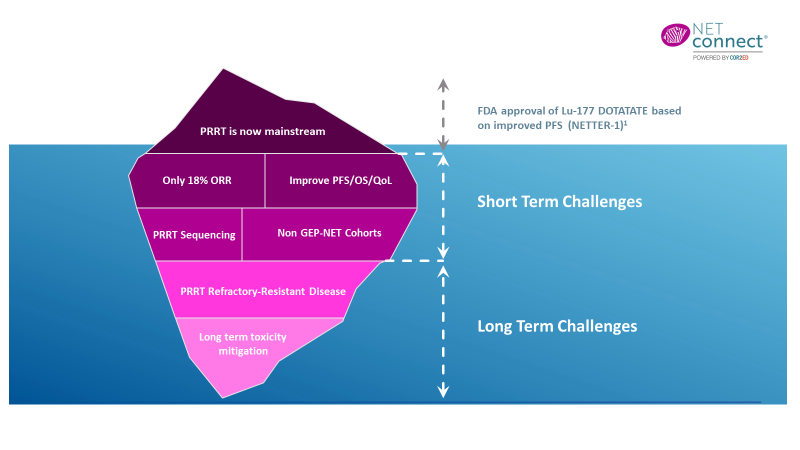 NET
connect®
POWERED BY COR2ED
PRRT is now mainstream
FDA approval of Lu-177 DOTATATE based
on improved PFS (NETTER-1)¹
Only 18% ORR
Improve PFS/OS/QoL
Short Term Challenges
PRRT Sequencing
Non GEP-NET Cohorts
PRRT Refractory-Resistant Disease
Long Term Challenges
Long term toxicity
mitigation